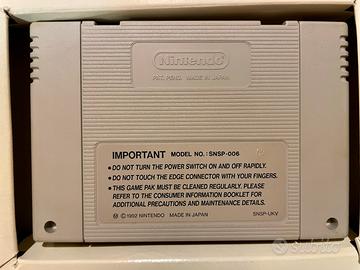 Nintendo
PAT. PEND. MADE IN JAPAN
IMPORTANT MODEL NO.: SNSP-006
• DO NOT TURN THE POWER SWITCH ON AND OFF RAPIDLY.
• DO NOT TOUCH THE EDGE CONNECTOR WITH YOUR FINGERS.
• THIS GAME PAK MUST BE CLEANED REGULARLY. PLEASE
REFER TO THE CONSUMER INFORMATION BOOKLET FOR
ADDITIONAL PRECAUTIONS AND MAINTENANCE DETAILS.
Ⓜ © 1992 NINTENDO MADE IN JAPAN SNSP-UKV
subito